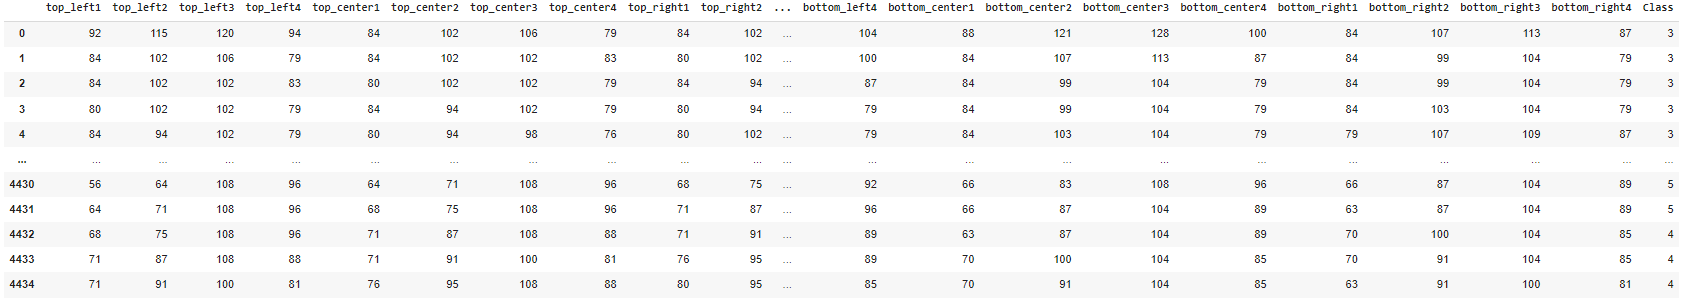 top_left1 top_left2 top_left3 top_left4 top_center1 top_center2 top_center3 top_center4 top_right1 top_right2 ... bottom_left4 bottom_center1 bottom_center2 bottom_center3 bottom_center4 bottom_right1 bottom_right2 bottom_right3 bottom_right4 Class
0 92 115 120 94 84 102 106 79 84 102 ... 104 88 121 128 100 84 107 113 87 3
1 84 102 106 79 84 102 102 83 80 102 ... 100 84 107 113 87 84 99 104 79 3
2 84 102 102 83 80 102 102 79 84 94 ... 87 84 99 104 79 84 99 104 79 3
3 80 102 102 79 84 94 102 79 80 94 ... 79 84 99 104 79 84 103 104 79 3
4 84 94 102 79 80 94 98 76 80 102 ... 79 84 103 104 79 79 107 109 87 3
... ... ... ... ... ... ... ... ... ... ... ... ... ... ... ... ... ... ... ... ... ...
4430 56 64 108 96 64 71 108 96 68 75 ... 92 66 83 108 96 66 87 104 89 5
4431 64 71 108 96 68 75 108 96 71 87 ... 96 66 87 104 89 63 87 104 89 5
4432 68 75 108 96 71 87 108 88 71 91 ... 89 63 87 104 89 70 100 104 85 4
4433 71 87 108 88 71 91 100 81 76 95 ... 89 70 100 104 85 70 91 104 85 4
4434 71 91 100 81 76 95 108 88 80 95 ... 85 70 91 104 85 63 91 100 81 4